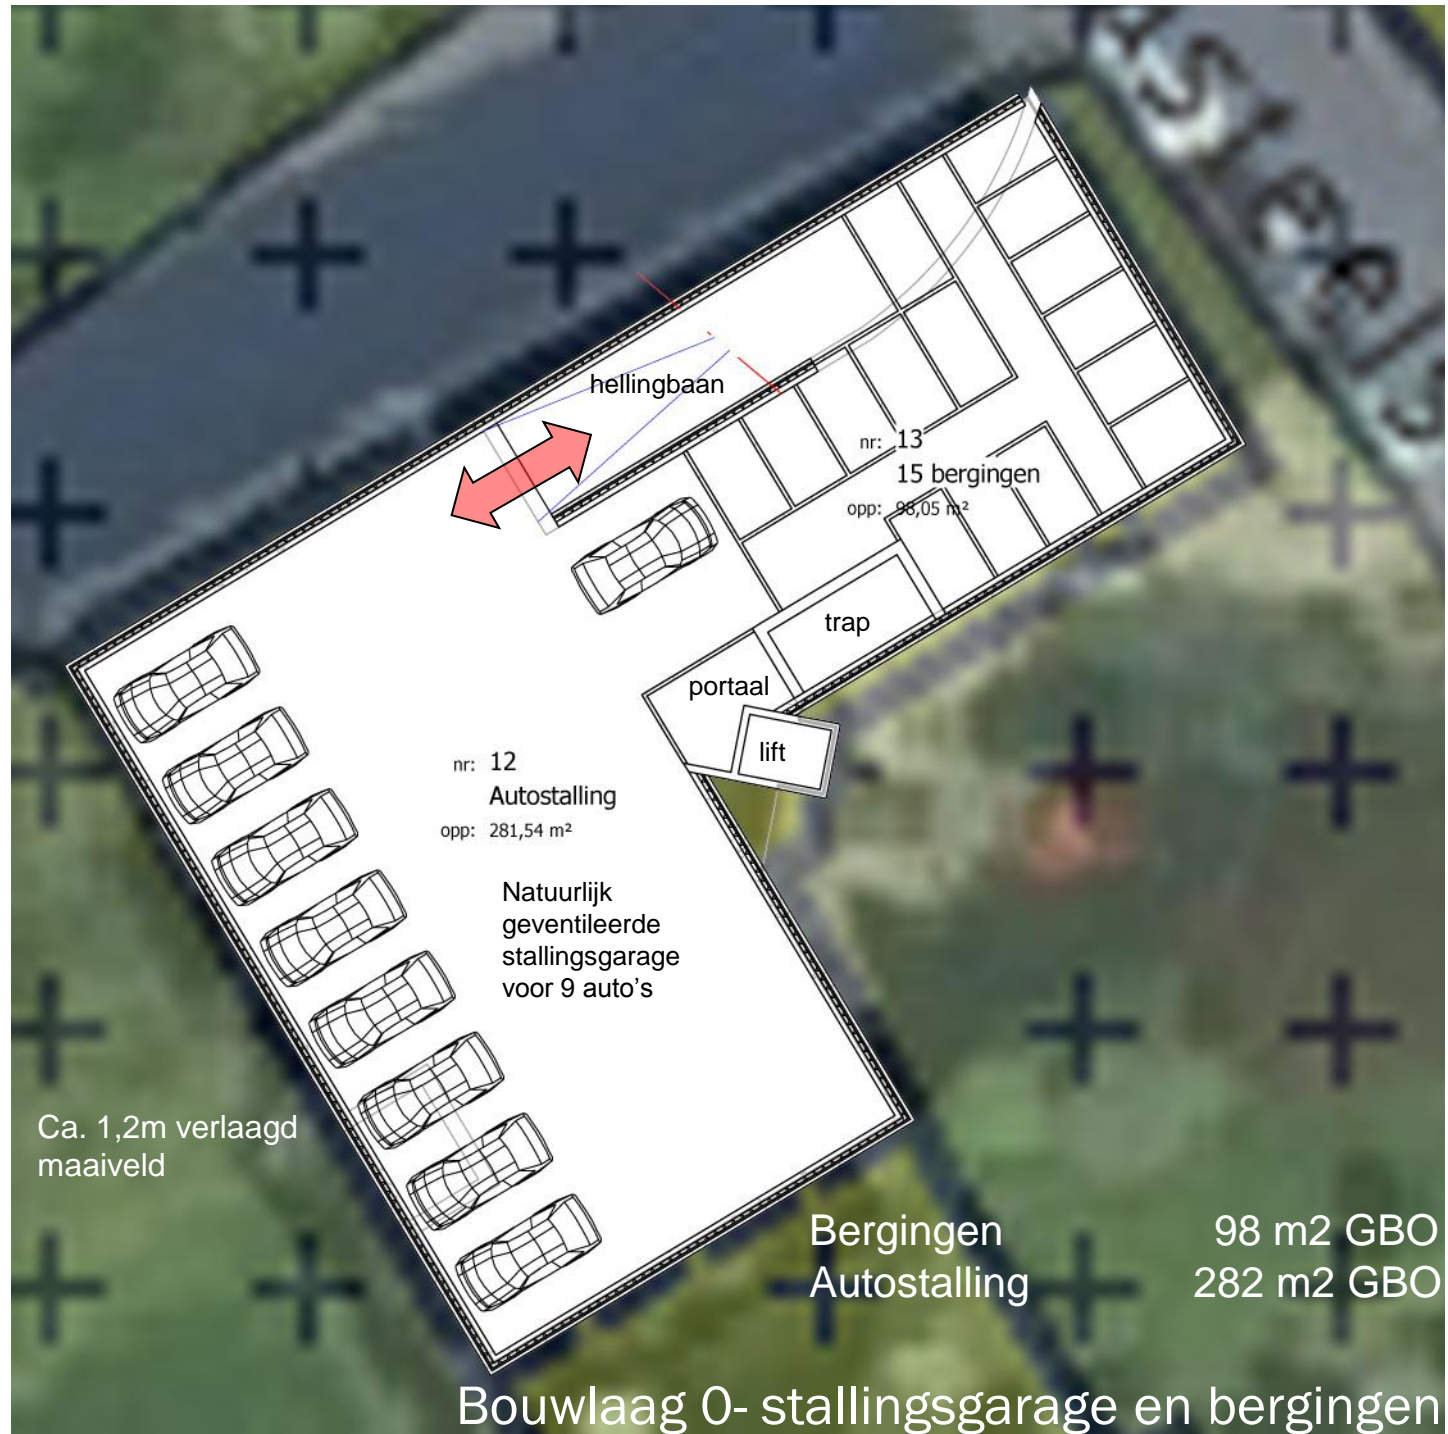 asteels
hellingbaan
nr: 13
15 bergingen
opp: 98,05 m²
trap
portaal
lift
nr: 12
Autostalling
opp: 281,54 m²
Natuurlijk
geventileerde
stallingsgarage
voor 9 auto’s
Ca. 1,2m verlaagd
maaiveld
Bergingen 98 m2 GBO
Autostalling 282 m2 GBO
Bouwlaag 0- stallingsgarage en bergingen